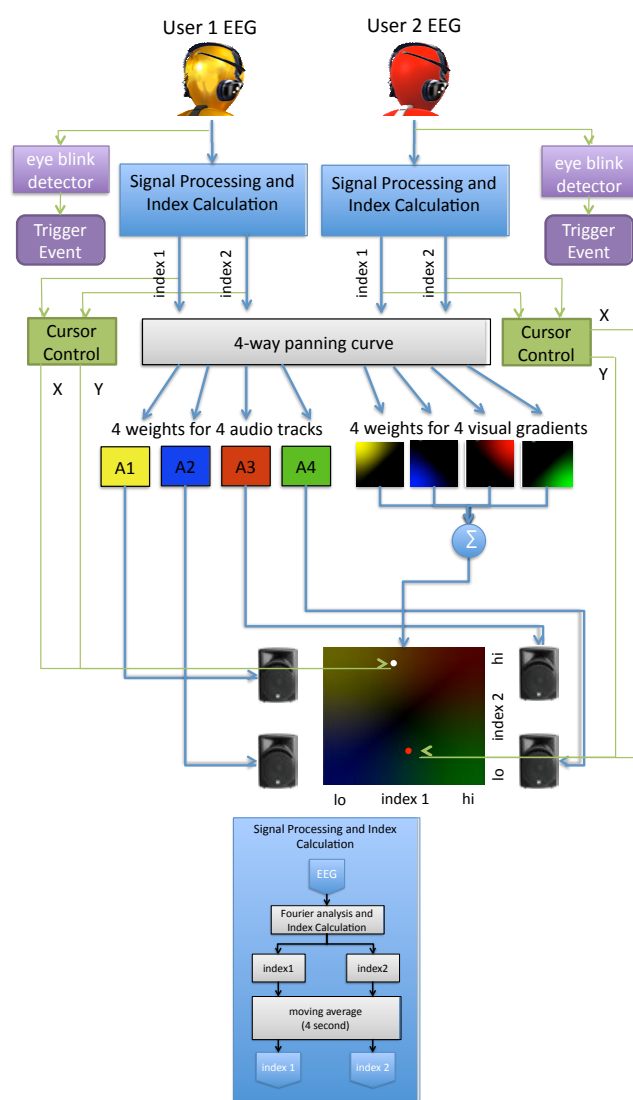 User 1 EEG
User 2 EEG
eye blink
detector
Trigger
Event
Signal Processing and
Index Calculation
Signal Processing and
Index Calculation
eye blink
detector
Trigger
Event
index 1
index 2
index 1
index 2
Cursor
Control
4-way panning curve
Cursor
Control
X
Y
X
Y
4 weights for 4 audio tracks
4 weights for 4 visual gradients
A1
A2
A3
A4
Σ
hi
index 2
lo
lo
index 1
hi
Signal Processing and Index
Calculation
EEG
Fourier analysis and
Index Calculation
index1
index2
moving average
(4 second)
index 1
index 2